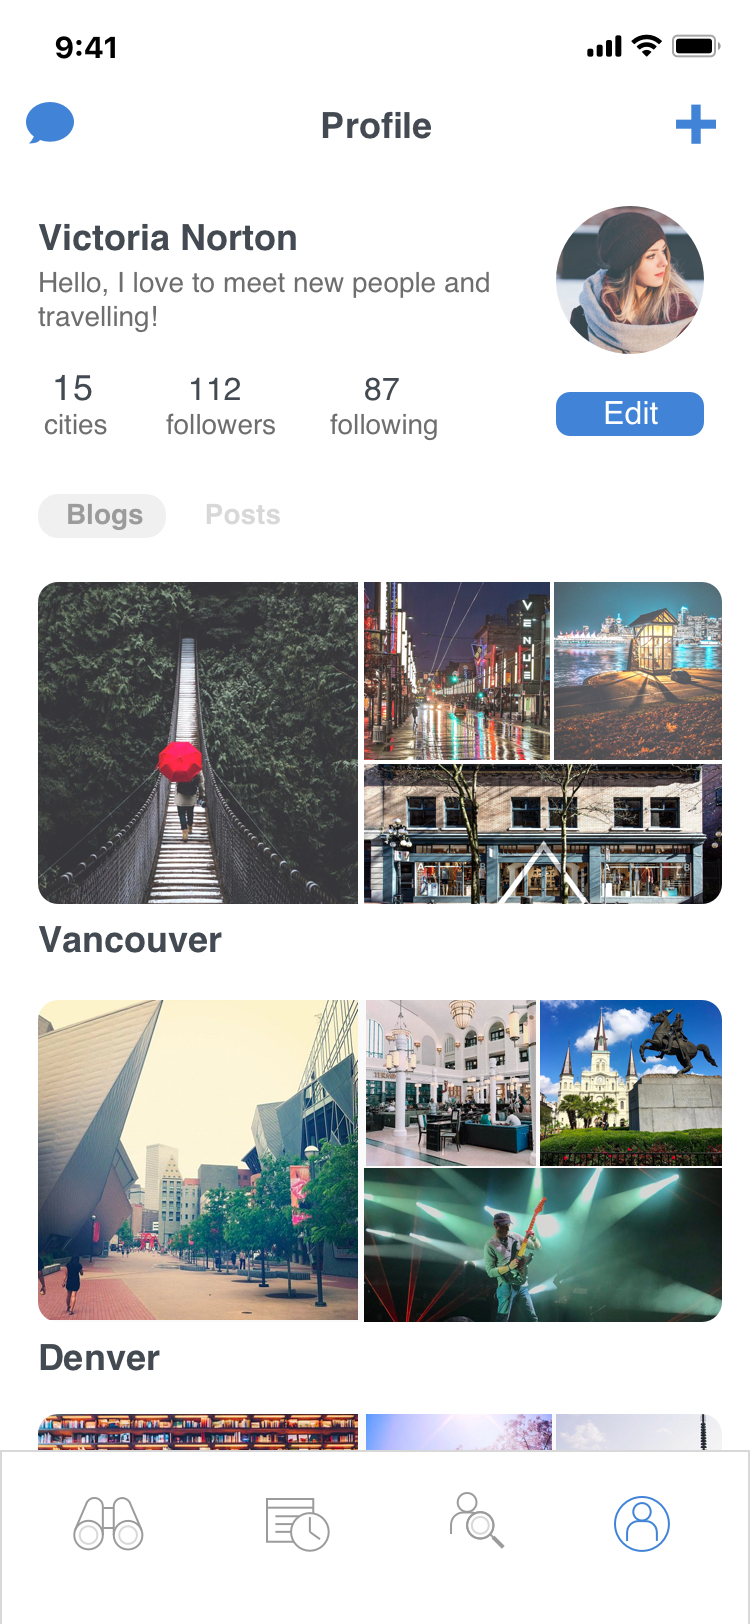 9:41
Profile
Victoria Norton
Hello, I love to meet new people and
travelling!
15
cities
112
followers
87
following
Edit
Blogs
Posts
VENUE
Vancouver
Denver